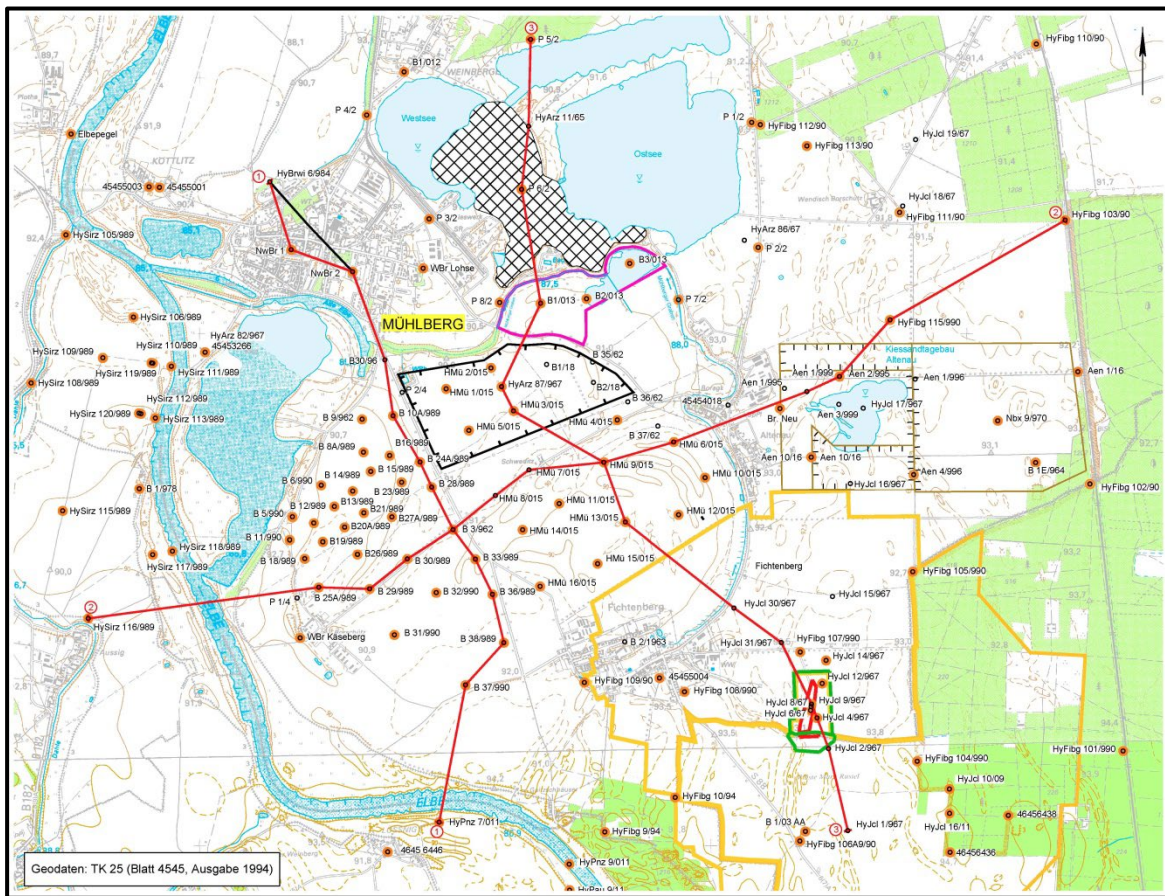 3
P 5/2
HyFibg 110/90
B1/012
WEINBERGE
P 4/2
Westsee
HyArz 11/65
P 1/2
HyFibg 112/90
HyJcl 19/67
Elbepegel
HyFibg 113/90
Ostsee
KÖTTLITZ
HyBrwi 6/984
1
45455003
45455001
P 6/2
HyJcl 18/67
HyFibg 111/90
2
HyFibg 103/90
P 3/2
HySirz 105/989
HyArz 86/67
P 2/2
NwBr 1
NwBr 2
WBr Lohse
B3/013
P 8/2
B1/013
B2/013
P 7/2
HySirz 106/989
MÜHLBERG
HyFibg 115/990
HyArz 82/967
45453266
HySirz 110/989
HySirz 109/989
Kiessandtagebau
Altenau
B30/96
B 35/62
HMü 2/015
B1/18
HySirz 119/989
HySirz 111/989
HySirz 108/989
Aen 1/999
Aen 2/995
Aen 1/996
Aen 1/16
P 2/4
HMü 1/015
HyArz 87/967
B2/18
Aen 1/995
HySirz 112/989
HySirz 120/989
HySirz 113/989
B 9/962
B 10A/989
HMü 3/015
B 36/62
45454018
Br. Neu
Aen 3/999
HyJcl 17/967
Nbx 9/970
HMü 5/015
HMü 4/015
B 37/62
Altenau
B16/989
HMü 6/015
B 8A/989
B 24A/989
Aen 10/16
Aen 10/16
B 1E/964
B 14/989
B 15/989
HMü 7/015
HMü 9/015
HMü 10/015
Aen 4/996
HyJcl 16/967
B 1/978
B 6/990
B 23/989
B 28/989
HyFibg 102/90
HMü 8/015
B13/989
HySirz 115/989
B 12/989
B21/989
HMü 11/015
B 5/990
B27A/989
HMü 12/015
B20A/989
B 3/962
HMü 14/015
HMü 13/015
B 11/990
B19/989
HySirz 118/989
HySirz 117/989
B 18/989
B26/989
B 30/989
B 33/989
HMü 15/015
Fichtenberg
HyFibg 105/990
HMü 16/015
B 25A/989
B 29/989
B 32/990
B 36/989
P 1/4
HyJcl 30/967
HyJcl 15/967
Fichtenberg
2
HySirz 116/989
Aussig
WBr Käseberg
B 31/990
B 38/989
B 2/1963
HyJcl 31/967
HyFibg 107/990
HyJcl 14/967
ELBE
B 37/990
HyFibg 109/90
45455004
HyFibg 108/990
HyJcl 12/967
HyJcl 9/967
HyJcl 8/67
HyJcl 6/67
HyJcl 4/967
HyJcl 2/967
HyFibg 101/990
HyFibg 104/990
B 182
HyFibg 10/94
HyJcl 10/09
ELBE
1
HyPnz 7/011
HyFibg 9/94
B 1/03 AA
3
HyJcl 1/967
HyJcl 16/11
46456438
HyFibg 106A9/90
4645 6446
46456436
HyPnz 9/011
HyPau 9/11
Geodaten: TK 25 (Blatt 4545, Ausgabe 1994)